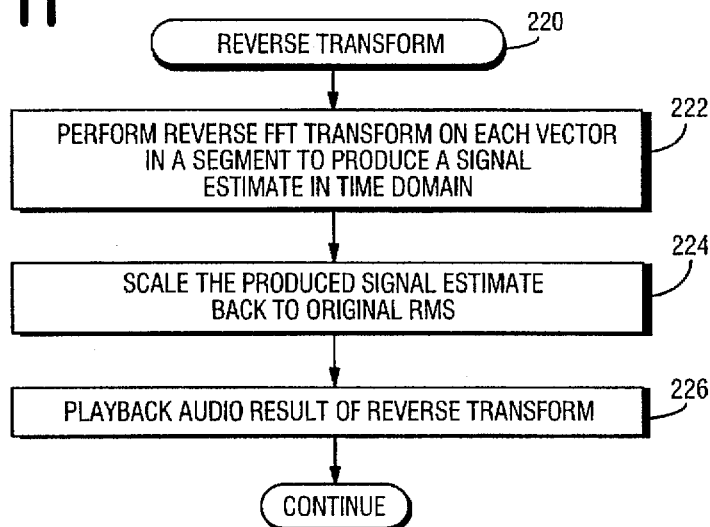 REVERSE TRANSFORM
220
PERFORM REVERSE FFT TRANSFORM ON EACH VECTOR
IN A SEGMENT TO PRODUCE A SIGNAL
ESTIMATE IN TIME DOMAIN
222
SCALE THE PRODUCED SIGNAL ESTIMATE
BACK TO ORIGINAL RMS
224
PLAYBACK AUDIO RESULT OF REVERSE TRANSFORM
226
CONTINUE